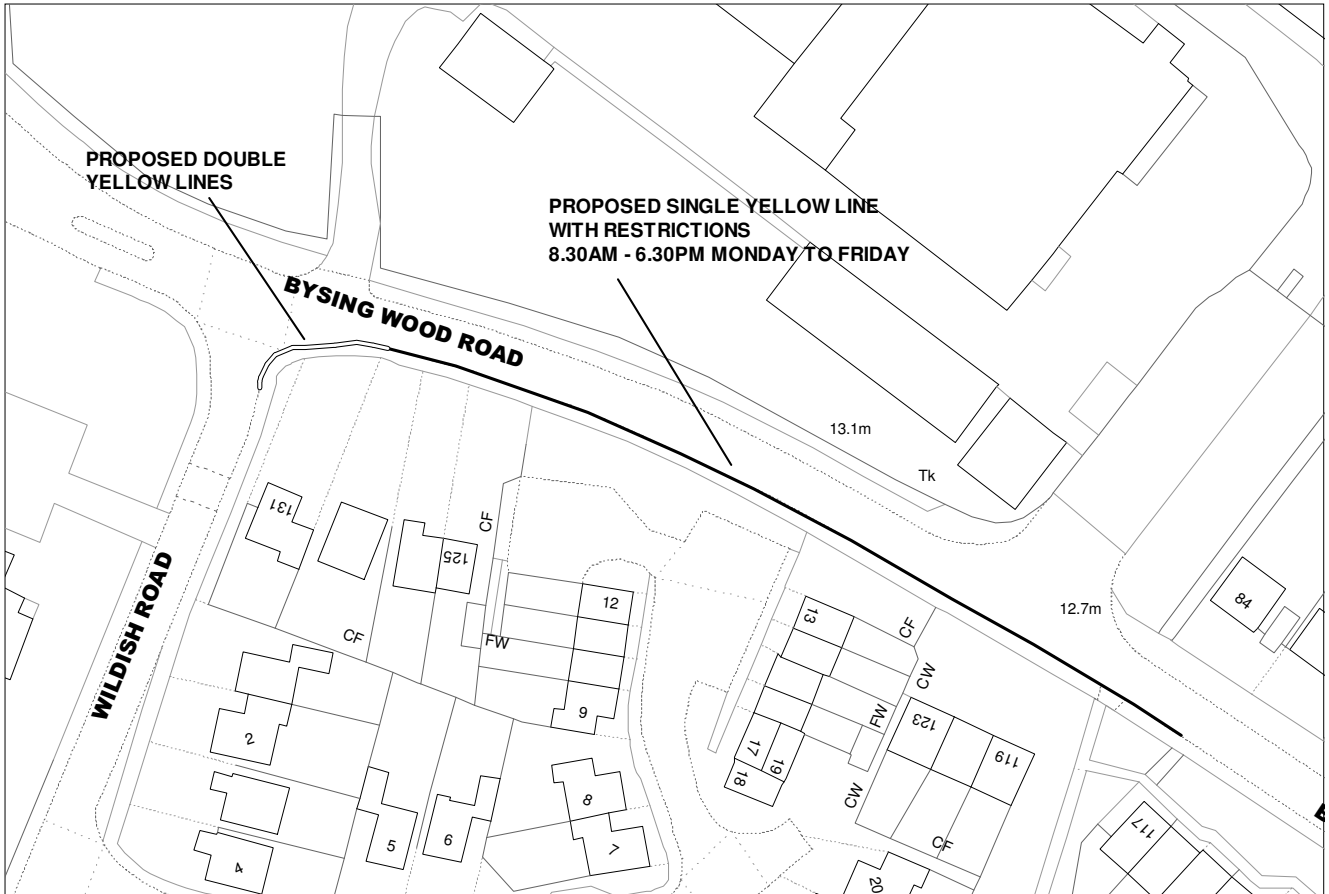 PROPOSED DOUBLE
YELLOW LINES
PROPOSED SINGLE YELLOW LINE
WITH RESTRICTIONS
8.30AM - 6.30PM MONDAY TO FRIDAY
BYSING WOOD ROAD
13.1m
Tk
131
125
CF
12
12.7m
84
WILDISH ROAD
CF
FW
13
CF
CW
9
FW
123
119
2
17
19
18
8
CW
5
6
7
CF
117
4
20